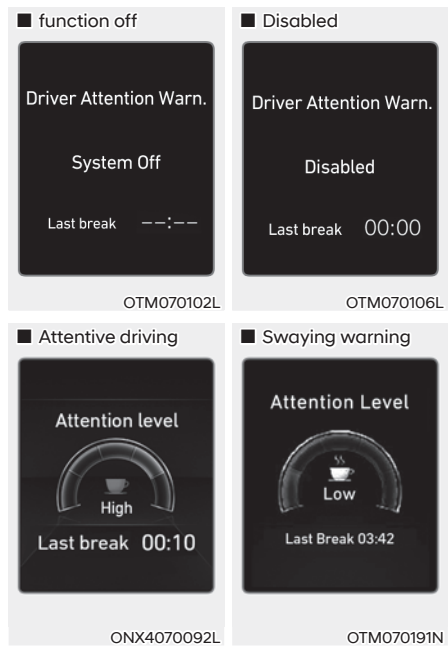 ■ function off
Driver Attention Warn.
System Off
Last break --:--
OTM070102L
■ Disabled
Driver Attention Warn.
Disabled
Last break 00:00
OTM070106L
■ Attentive driving
Attention level
High
Last break 00:10
ONX4070092L
■ Swaying warning
Attention Level
Low
Last Break 03:42
OTM070191N